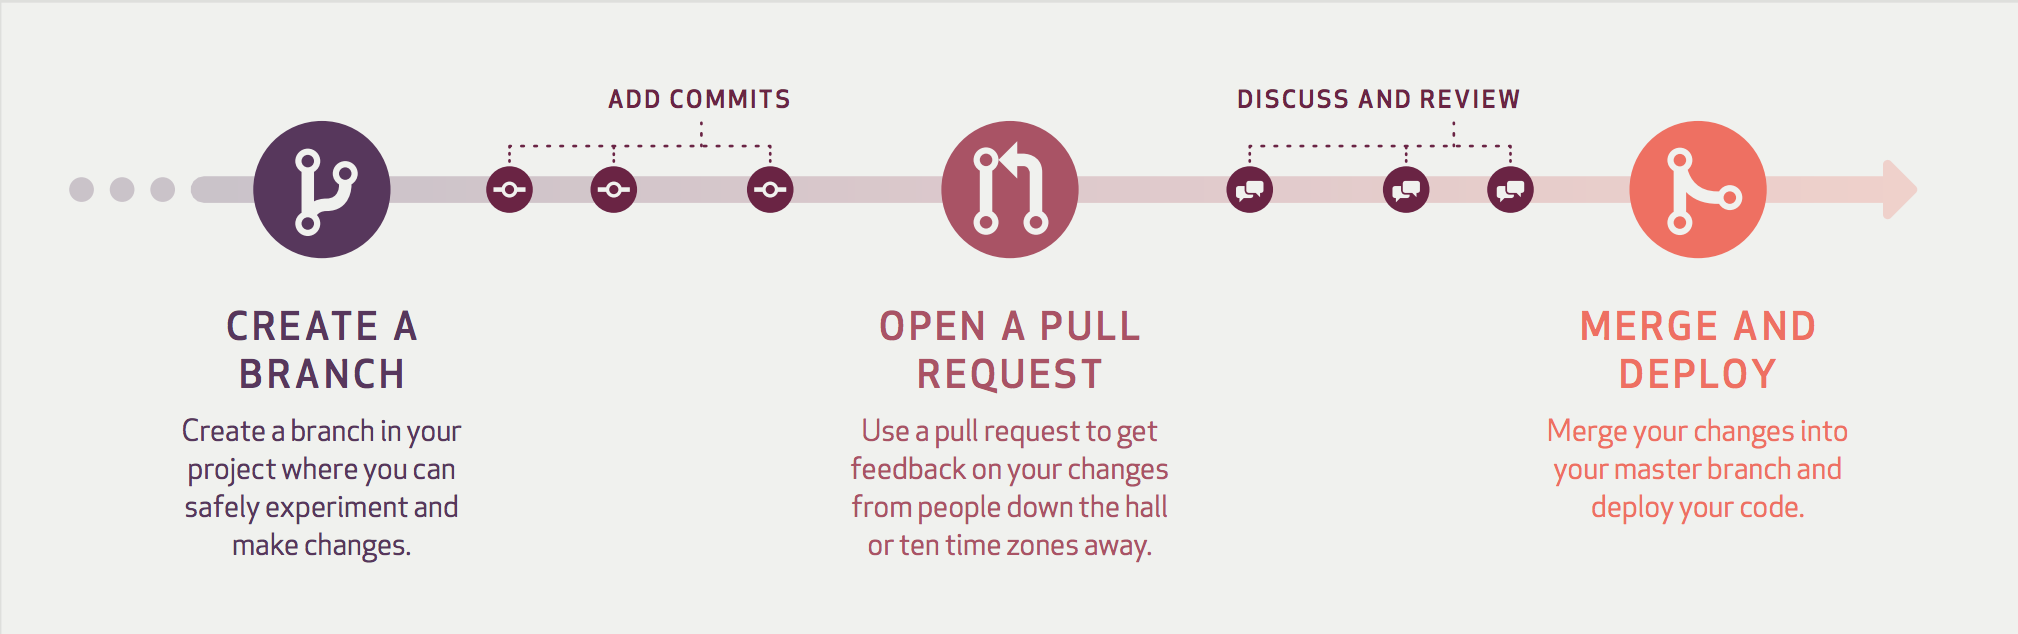 ADD COMMITS
DISCUSS AND REVIEW
CREATE A
BRANCH
Create a branch in your
project where you can
safely experiment and
make changes.
OPEN A PULL
REQUEST
Use a pull request to get
feedback on your changes
from people down the hall
or ten time zones away.
MERGE AND
DEPLOY
Merge your changes into
your master branch and
deploy your code.